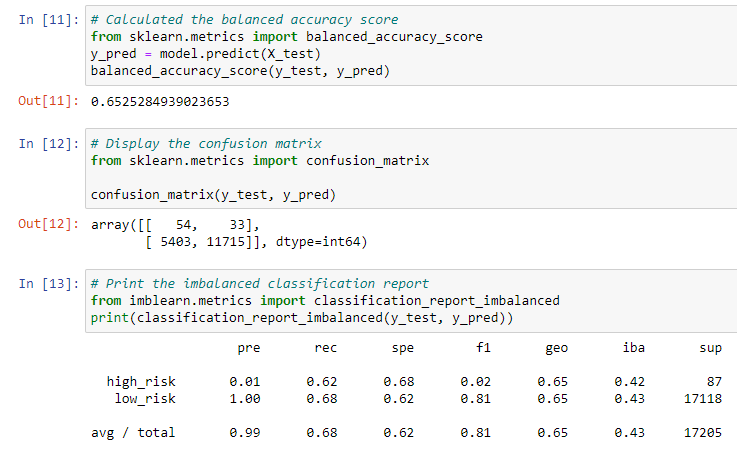 In [11]: # Calculated the balanced accuracy score
from sklearn.metrics import balanced_accuracy_score
y_pred = model.predict(X_test)
balanced_accuracy_score(y_test, y_pred)
Out[11]: 0.6525284939023653
In [12]: # Display the confusion matrix
from sklearn.metrics import confusion_matrix
confusion_matrix(y_test, y_pred)
Out[12]: array([[   54,    33],
       [ 5403, 11715]], dtype=int64)
In [13]: # Print the imbalanced classification report
from imblearn.metrics import classification_report_imbalanced
print(classification_report_imbalanced(y_test, y_pred))
pre rec spe f1 geo iba sup
high_risk 0.01 0.62 0.68 0.02 0.65 0.42 87
low_risk 1.00 0.68 0.62 0.81 0.65 0.43 17118
avg / total 0.99 0.68 0.62 0.81 0.65 0.43 17205